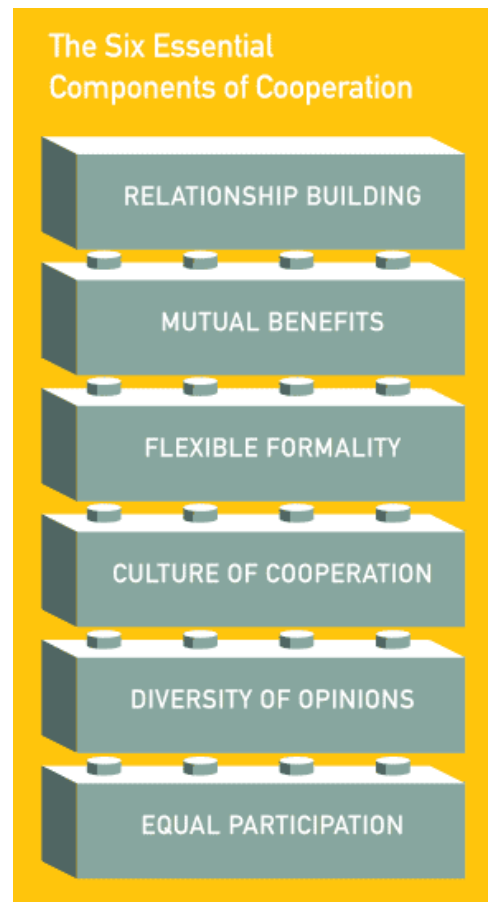 The Six Essential
Components of Cooperation
RELATIONSHIP BUILDING
MUTUAL BENEFITS
FLEXIBLE FORMALITY
CULTURE OF COOPERATION
DIVERSITY OF OPINIONS
EQUAL PARTICIPATION